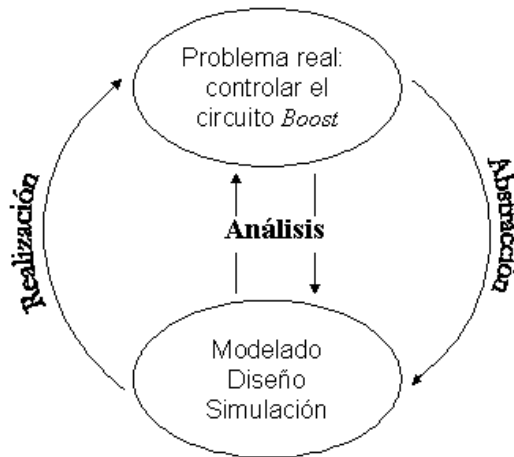 Problema real:
controlar el
circuito Boost
Realización
Análisis
Abstracción
Modelado
Diseño
Simulación